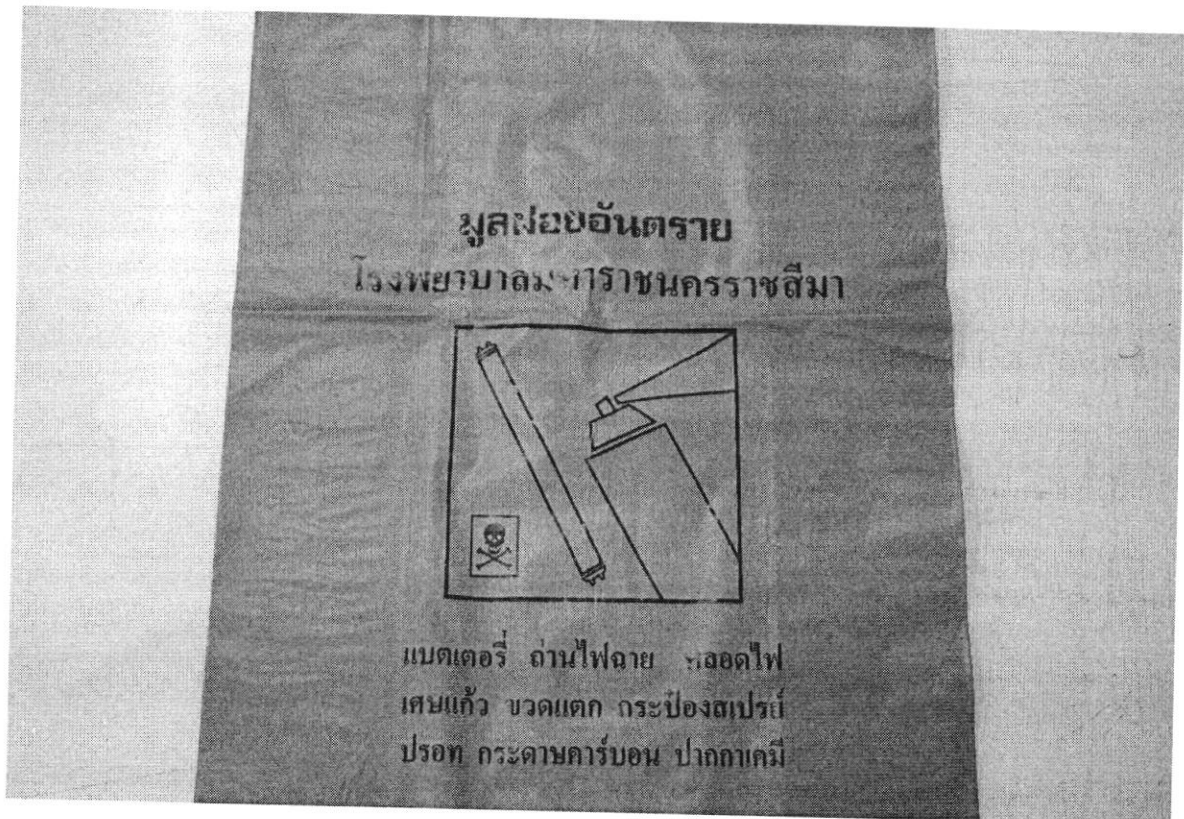 มูลฝอยอันตราย
โรงพยาบาลมหาราชนครราชสีมา
แบตเตอรี่ ถ่านไฟฉาย หลอดไฟ
เศษแก้ว ขวดแตก กระป๋องสเปรย์
ปรอท กระดาษคาร์บอน ปากกาเคมี